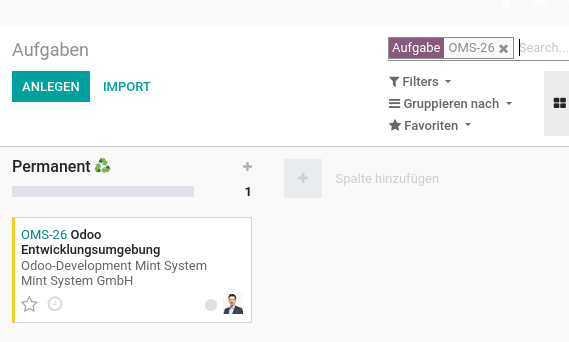 Aufgaben
Aufgabe OMS-26 Search...
ANLEGEN IMPORT
Filters
Gruppieren nach
Favoriten
Permanent
1
Spalte hinzufügen
OMS-26 Odoo
Entwicklungsumgebung
Odoo-Development Mint System
Mint System GmbH